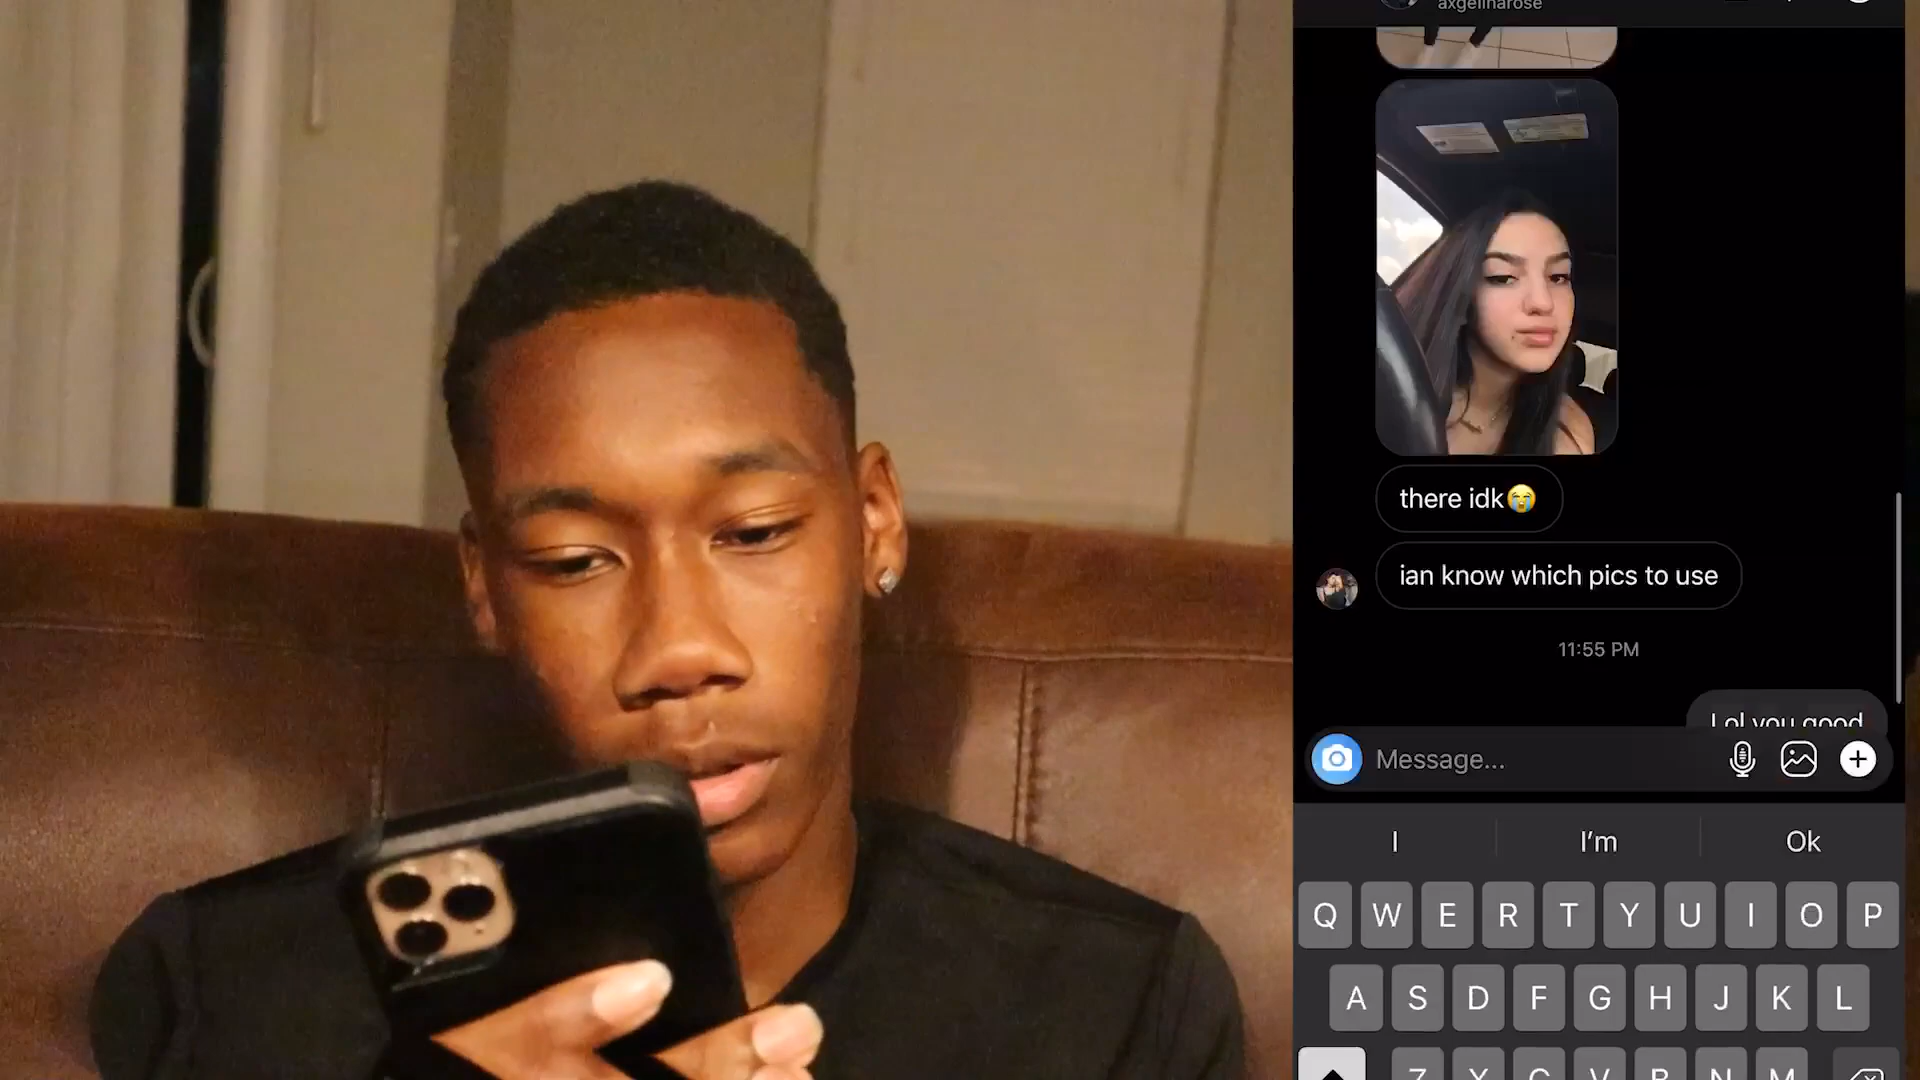 axgelinarose
there idk😭
ian know which pics to use
11:55 PM
Lol you good
Message...
I I’m Ok
Q W E R T Y U I O P
A S D F G H J K L
Z X C V B N M